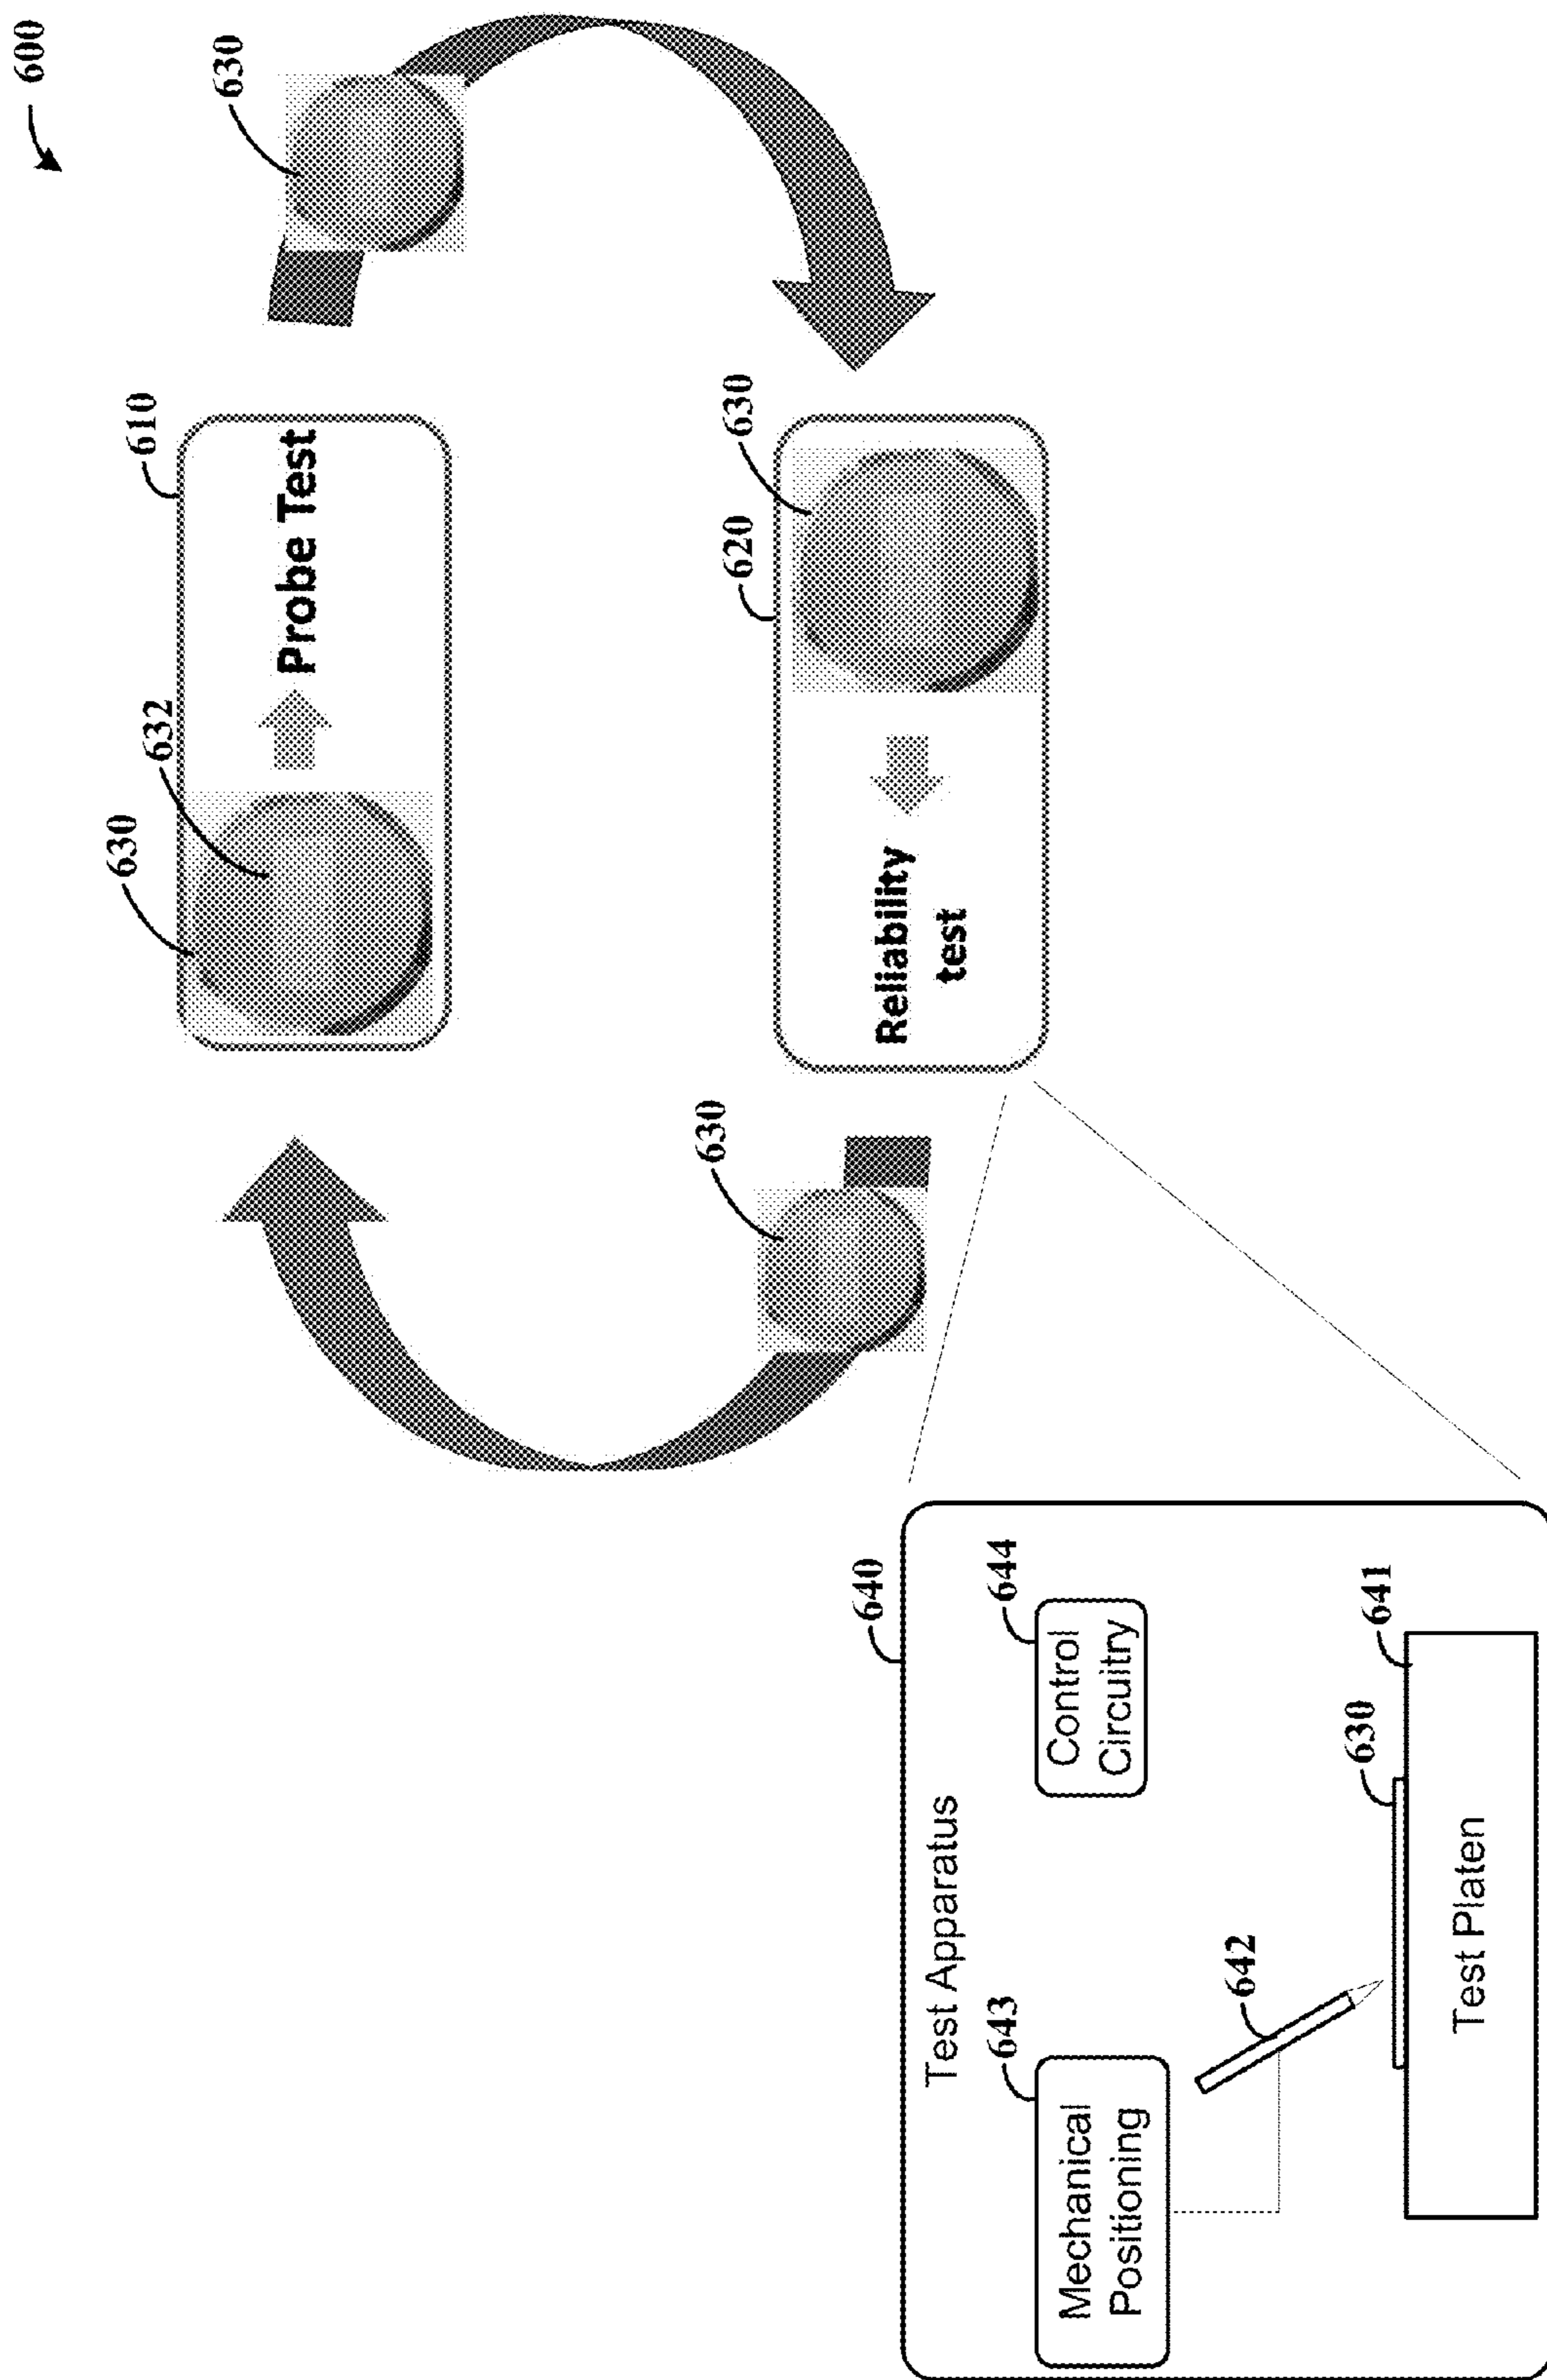 600
630
632
610
Probe Test
630
630
620
630
Reliability
test
630
640
Test Apparatus
643
Mechanical
Positioning
644
Control
Circuitry
642
630
641
Test Platen